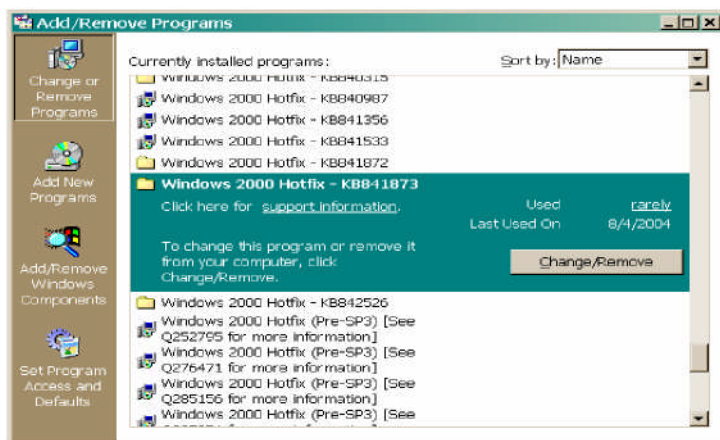 Add/Remove Programs
Change or
Remove
Programs
Add New
Programs
Add/Remove
Windows
Components
Set Program
Access and
Defaults
Currently installed programs:
Sort by: Name
Windows 2000 Hotfix - KB840315
Windows 2000 Hotfix - KB840987
Windows 2000 Hotfix - KB841356
Windows 2000 Hotfix - KB841533
Windows 2000 Hotfix - KB841872
Windows 2000 Hotfix - KB841873
Click here for support information.
Used rarely
Last Used On 8/4/2004
To change this program or remove it
from your computer, click
Change/Remove.
Change/Remove
Windows 2000 Hotfix - KB842526
Windows 2000 Hotfix (Pre-SP3) [See
Q252795 for more information]
Windows 2000 Hotfix (Pre-SP3) [See
Q276471 for more information]
Windows 2000 Hotfix (Pre-SP3) [See
Q285156 for more information]
Windows 2000 Hotfix (Pre-SP3) [See